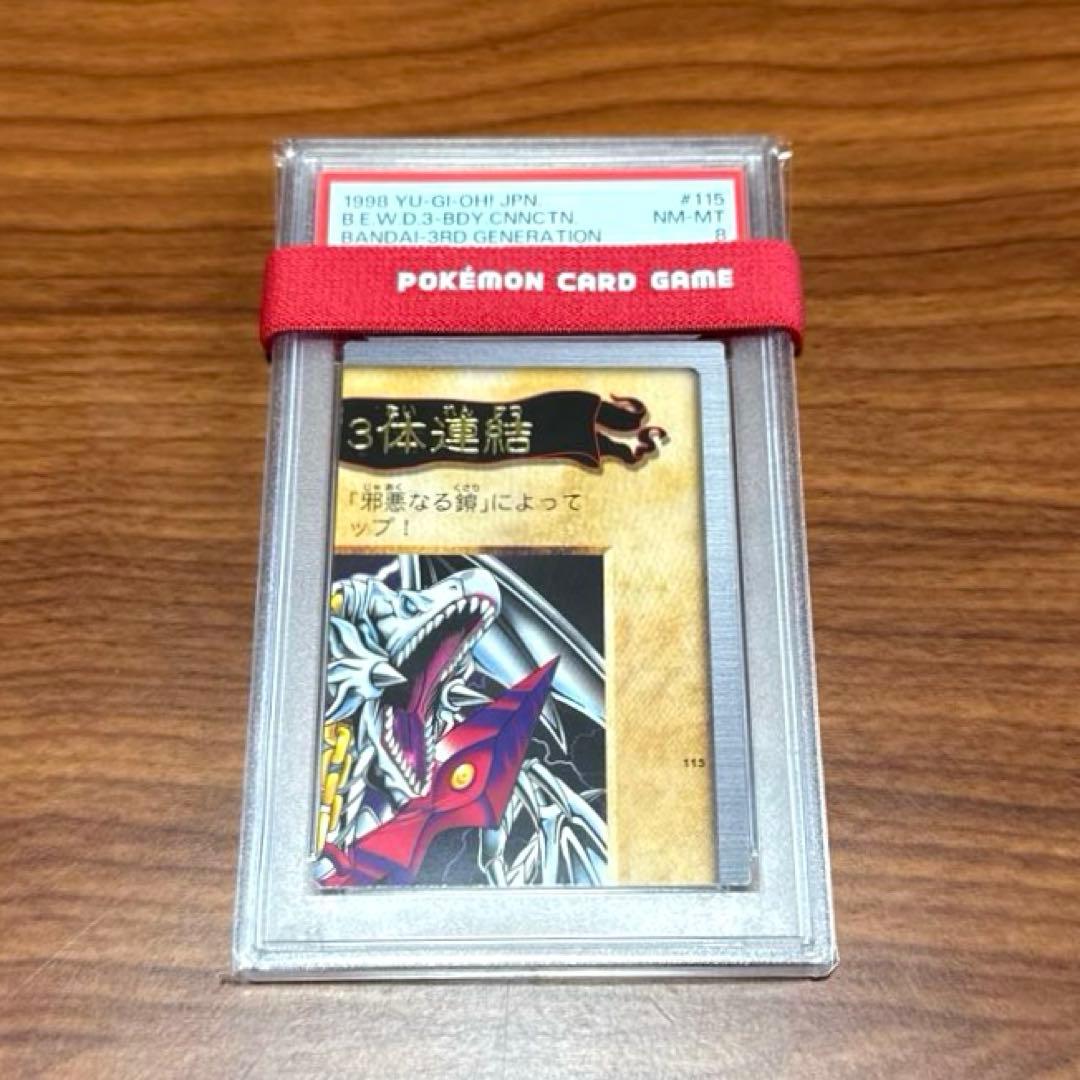 1998 YU-GI-OH! JPN. #115
B.E.W.D.3-BDY.CNNCTN. NM-MT
BANDAI-3RD GENERATION 8
POKÉMON CARD GAME
3体連結
「邪悪なる鎖」によって
ップ!
115